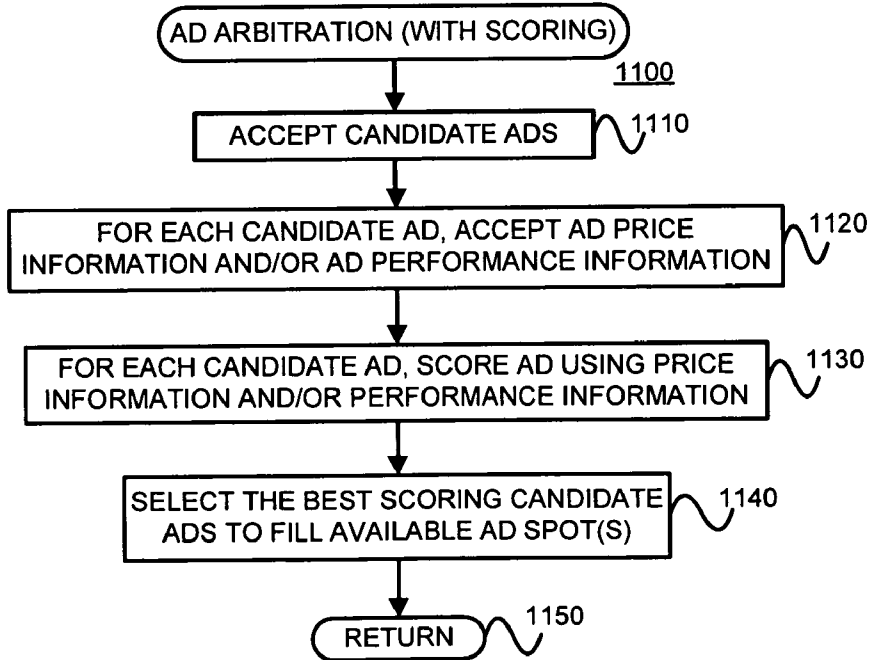 AD ARBITRATION (WITH SCORING)
1100
ACCEPT CANDIDATE ADS
1110
FOR EACH CANDIDATE AD, ACCEPT AD PRICE
INFORMATION AND/OR AD PERFORMANCE INFORMATION
1120
FOR EACH CANDIDATE AD, SCORE AD USING PRICE
INFORMATION AND/OR PERFORMANCE INFORMATION
1130
SELECT THE BEST SCORING CANDIDATE
ADS TO FILL AVAILABLE AD SPOT(S)
1140
RETURN
1150